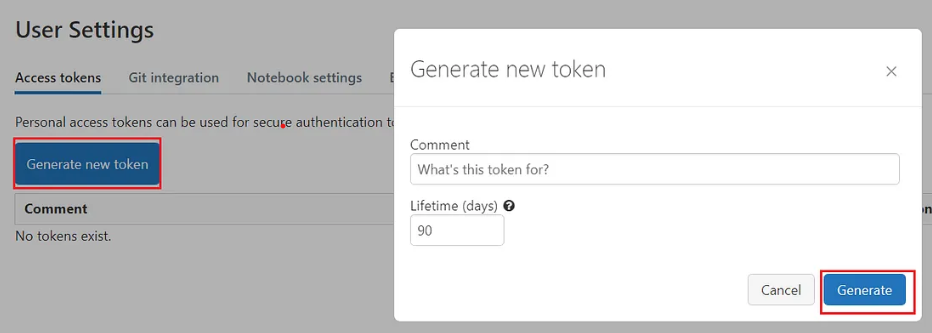 User Settings
Access tokens Git integration Notebook settings
Personal access tokens can be used for secure authentication
Generate new token
Comment
No tokens exist.
Generate new token
×
Comment
What's this token for?
Lifetime (days) ?
90
Cancel Generate